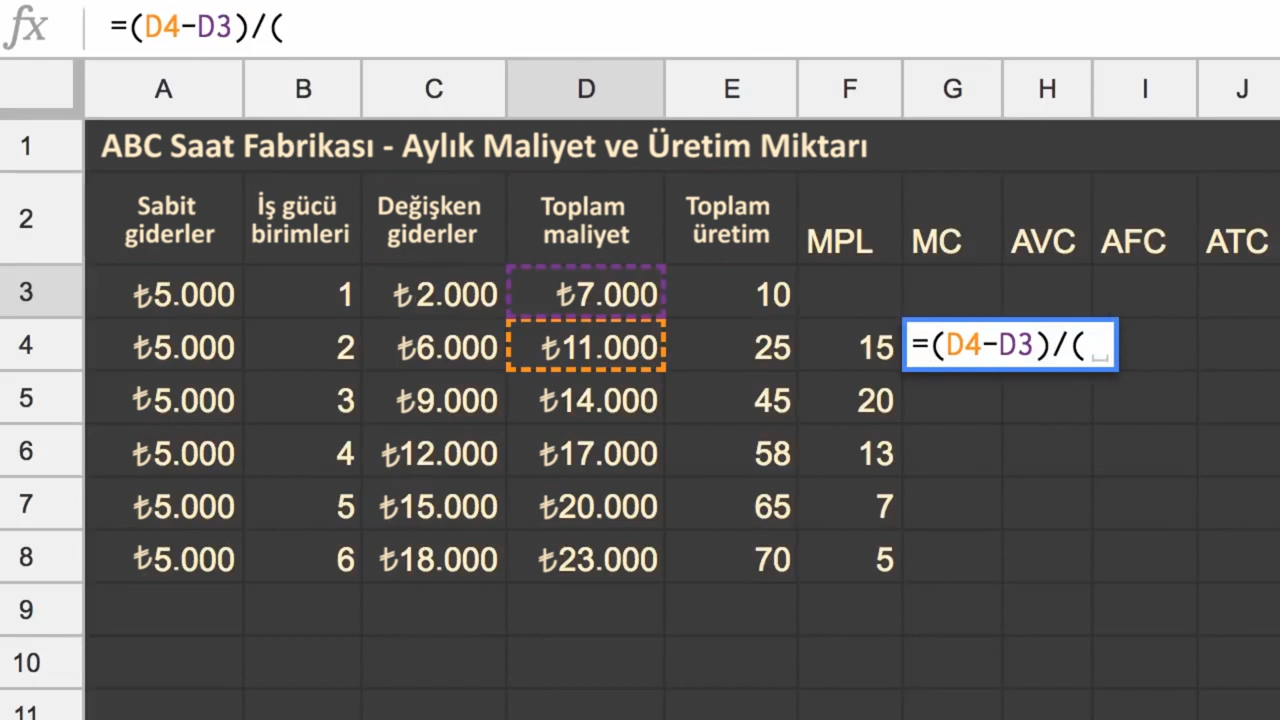 fx =(D4-D3)/(
A B C D E F G H I J
1 ABC Saat Fabrikası - Aylık Maliyet ve Üretim Miktarı
2 Sabit giderler İş gücü birimleri Değişken giderler Toplam maliyet Toplam üretim MPL MC AVC AFC ATC
3 ₺5.000 1 ₺2.000 ₺7.000 10
4 ₺5.000 2 ₺6.000 ₺11.000 25 15 =(D4-D3)/(
5 ₺5.000 3 ₺9.000 ₺14.000 45 20
6 ₺5.000 4 ₺12.000 ₺17.000 58 13
7 ₺5.000 5 ₺15.000 ₺20.000 65 7
8 ₺5.000 6 ₺18.000 ₺23.000 70 5
9
10
11